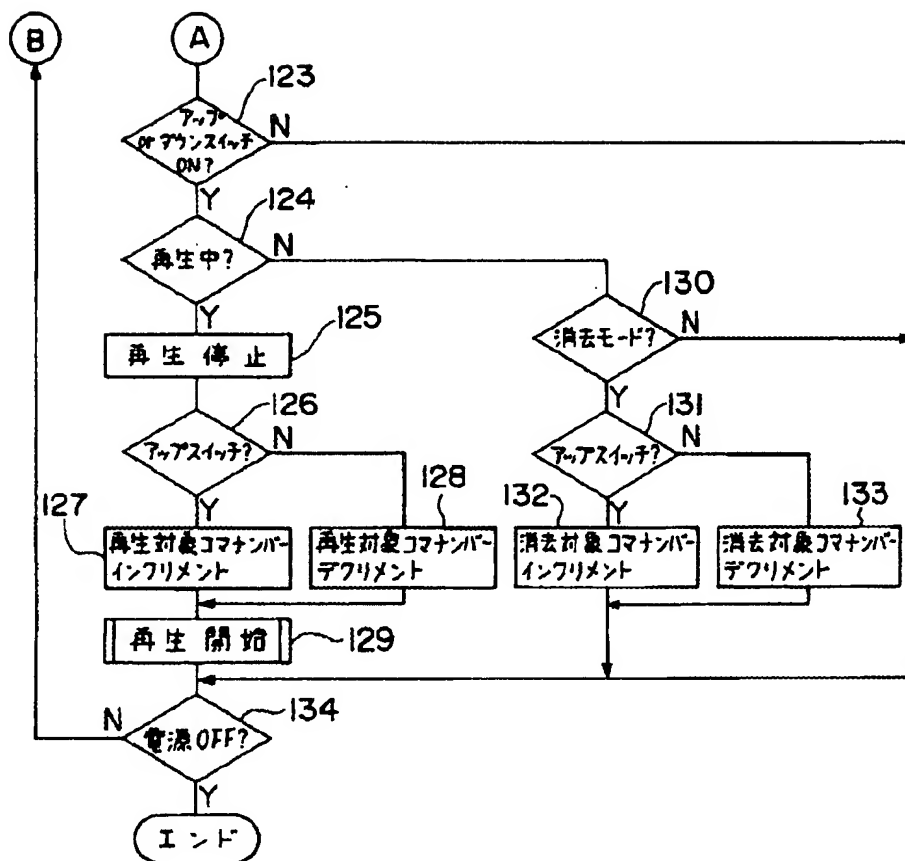 B
A
123
アップ
orダウンスイッチ
ON?
N
Y
124
再生中?
N
Y
125
再生停止
130
消去モード?
N
Y
126
アップスイッチ?
N
Y
131
アップスイッチ?
N
Y
127
再生対象コマナンバー
インクリメント
128
再生対象コマナンバー
デクリメント
132
消去対象コマナンバー
インクリメント
133
消去対象コマナンバー
デクリメント
再生開始
129
134
電源OFF?
N
Y
エンド